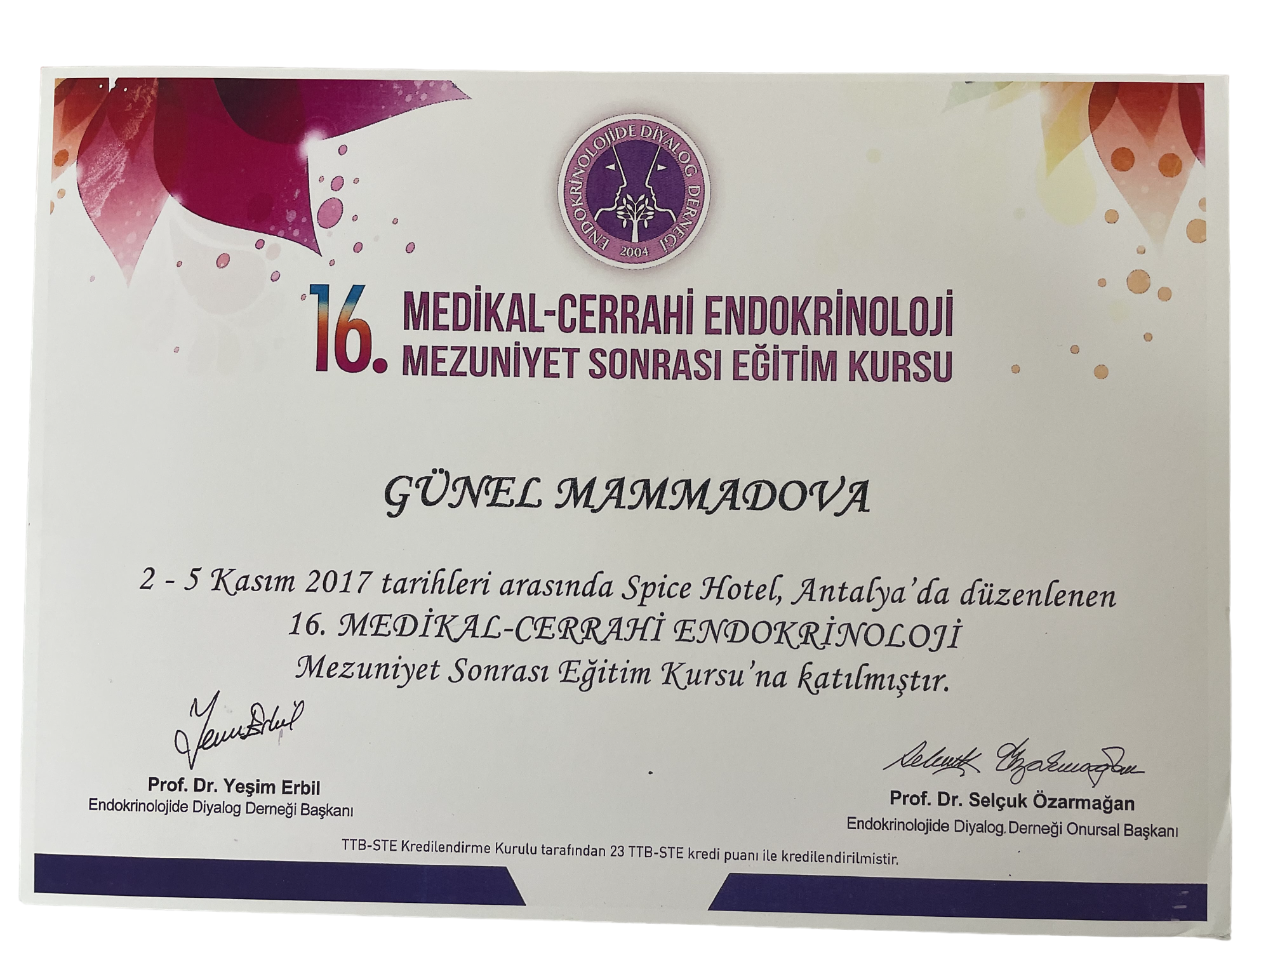 ENDOKRİNOLOJİDE DİYALOG DERNEĞİ
2004
16. MEDİKAL-CERRAHİ ENDOKRİNOLOJİ
MEZUNİYET SONRASI EĞİTİM KURSU
GÜNEL MAMMADOVA
2 - 5 Kasım 2017 tarihleri arasında Spice Hotel, Antalya'da düzenlenen
16. MEDİKAL-CERRAHİ ENDOKRİNOLOJİ
Mezuniyet Sonrası Eğitim Kursu'na katılmıştır.
Yeşim Erbil
Selçuk Özarmağan
Prof. Dr. Yeşim Erbil
Endokrinolojide Diyalog Derneği Başkanı
Prof. Dr. Selçuk Özarmağan
Endokrinolojide Diyalog Derneği Onursal Başkanı
TTB-STE Kredilendirme Kurulu tarafından 23 TTB-STE kredi puanı ile kredilendirilmistir.